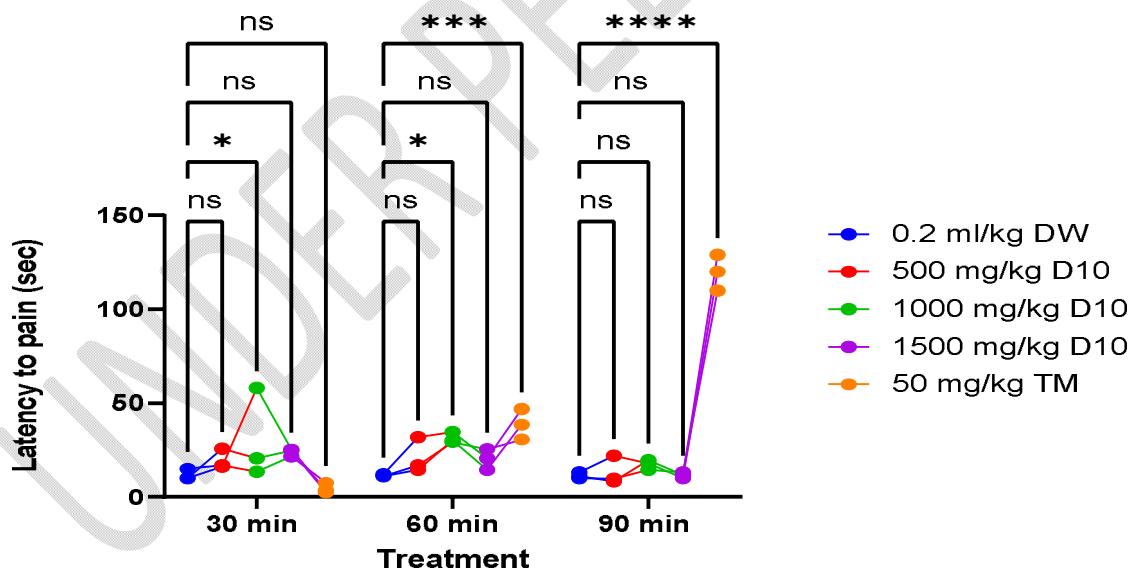 ns
***
****
ns
ns
ns
*
*
ns
ns
ns
ns
150
100
50
0
Latency to pain (sec)
30 min
60 min
90 min
Treatment
0.2 ml/kg DW
500 mg/kg D10
1000 mg/kg D10
1500 mg/kg D10
50 mg/kg TM
UNDER PE